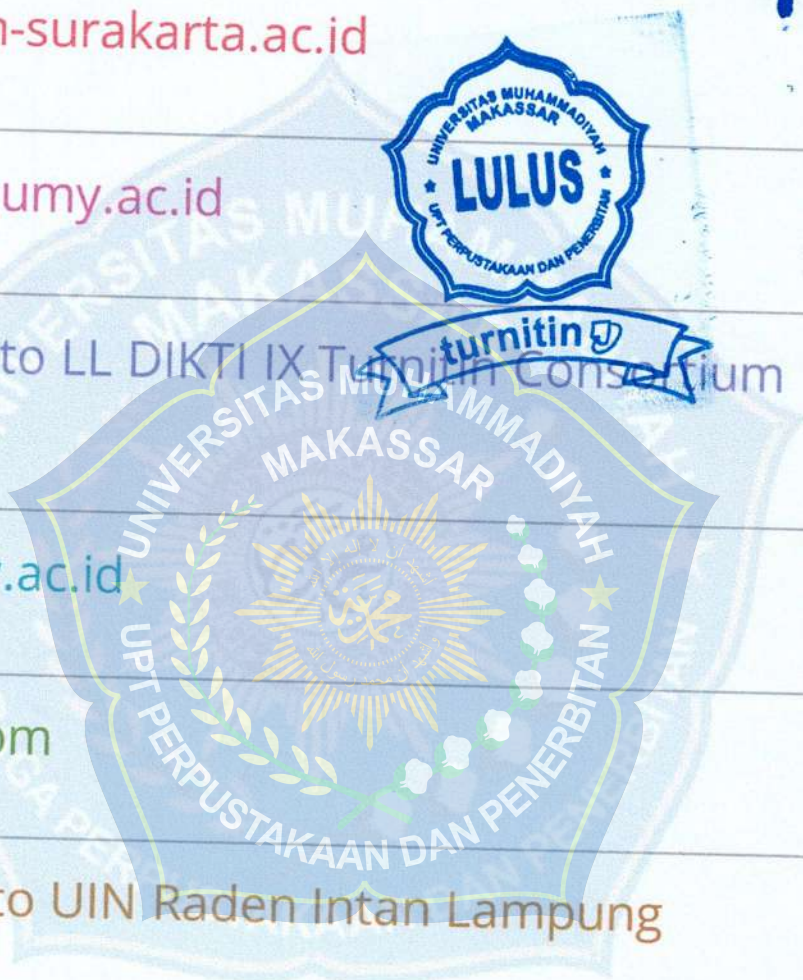 -surakarta.ac.id
UNIVERSITAS MUHAMMADIYAH
MAKASSAR
LULUS
UPT PERPUSTAKAAN DAN PENERBITAN
umy.ac.id
turnitin
to LL DIKTI IX Turnitin Consortium
UNIVERSITAS MUHAMMADIYAH
MAKASSAR
.ac.id
UPT PERPUSTAKAAN DAN PENERBITAN
om
to UIN Raden Intan Lampung